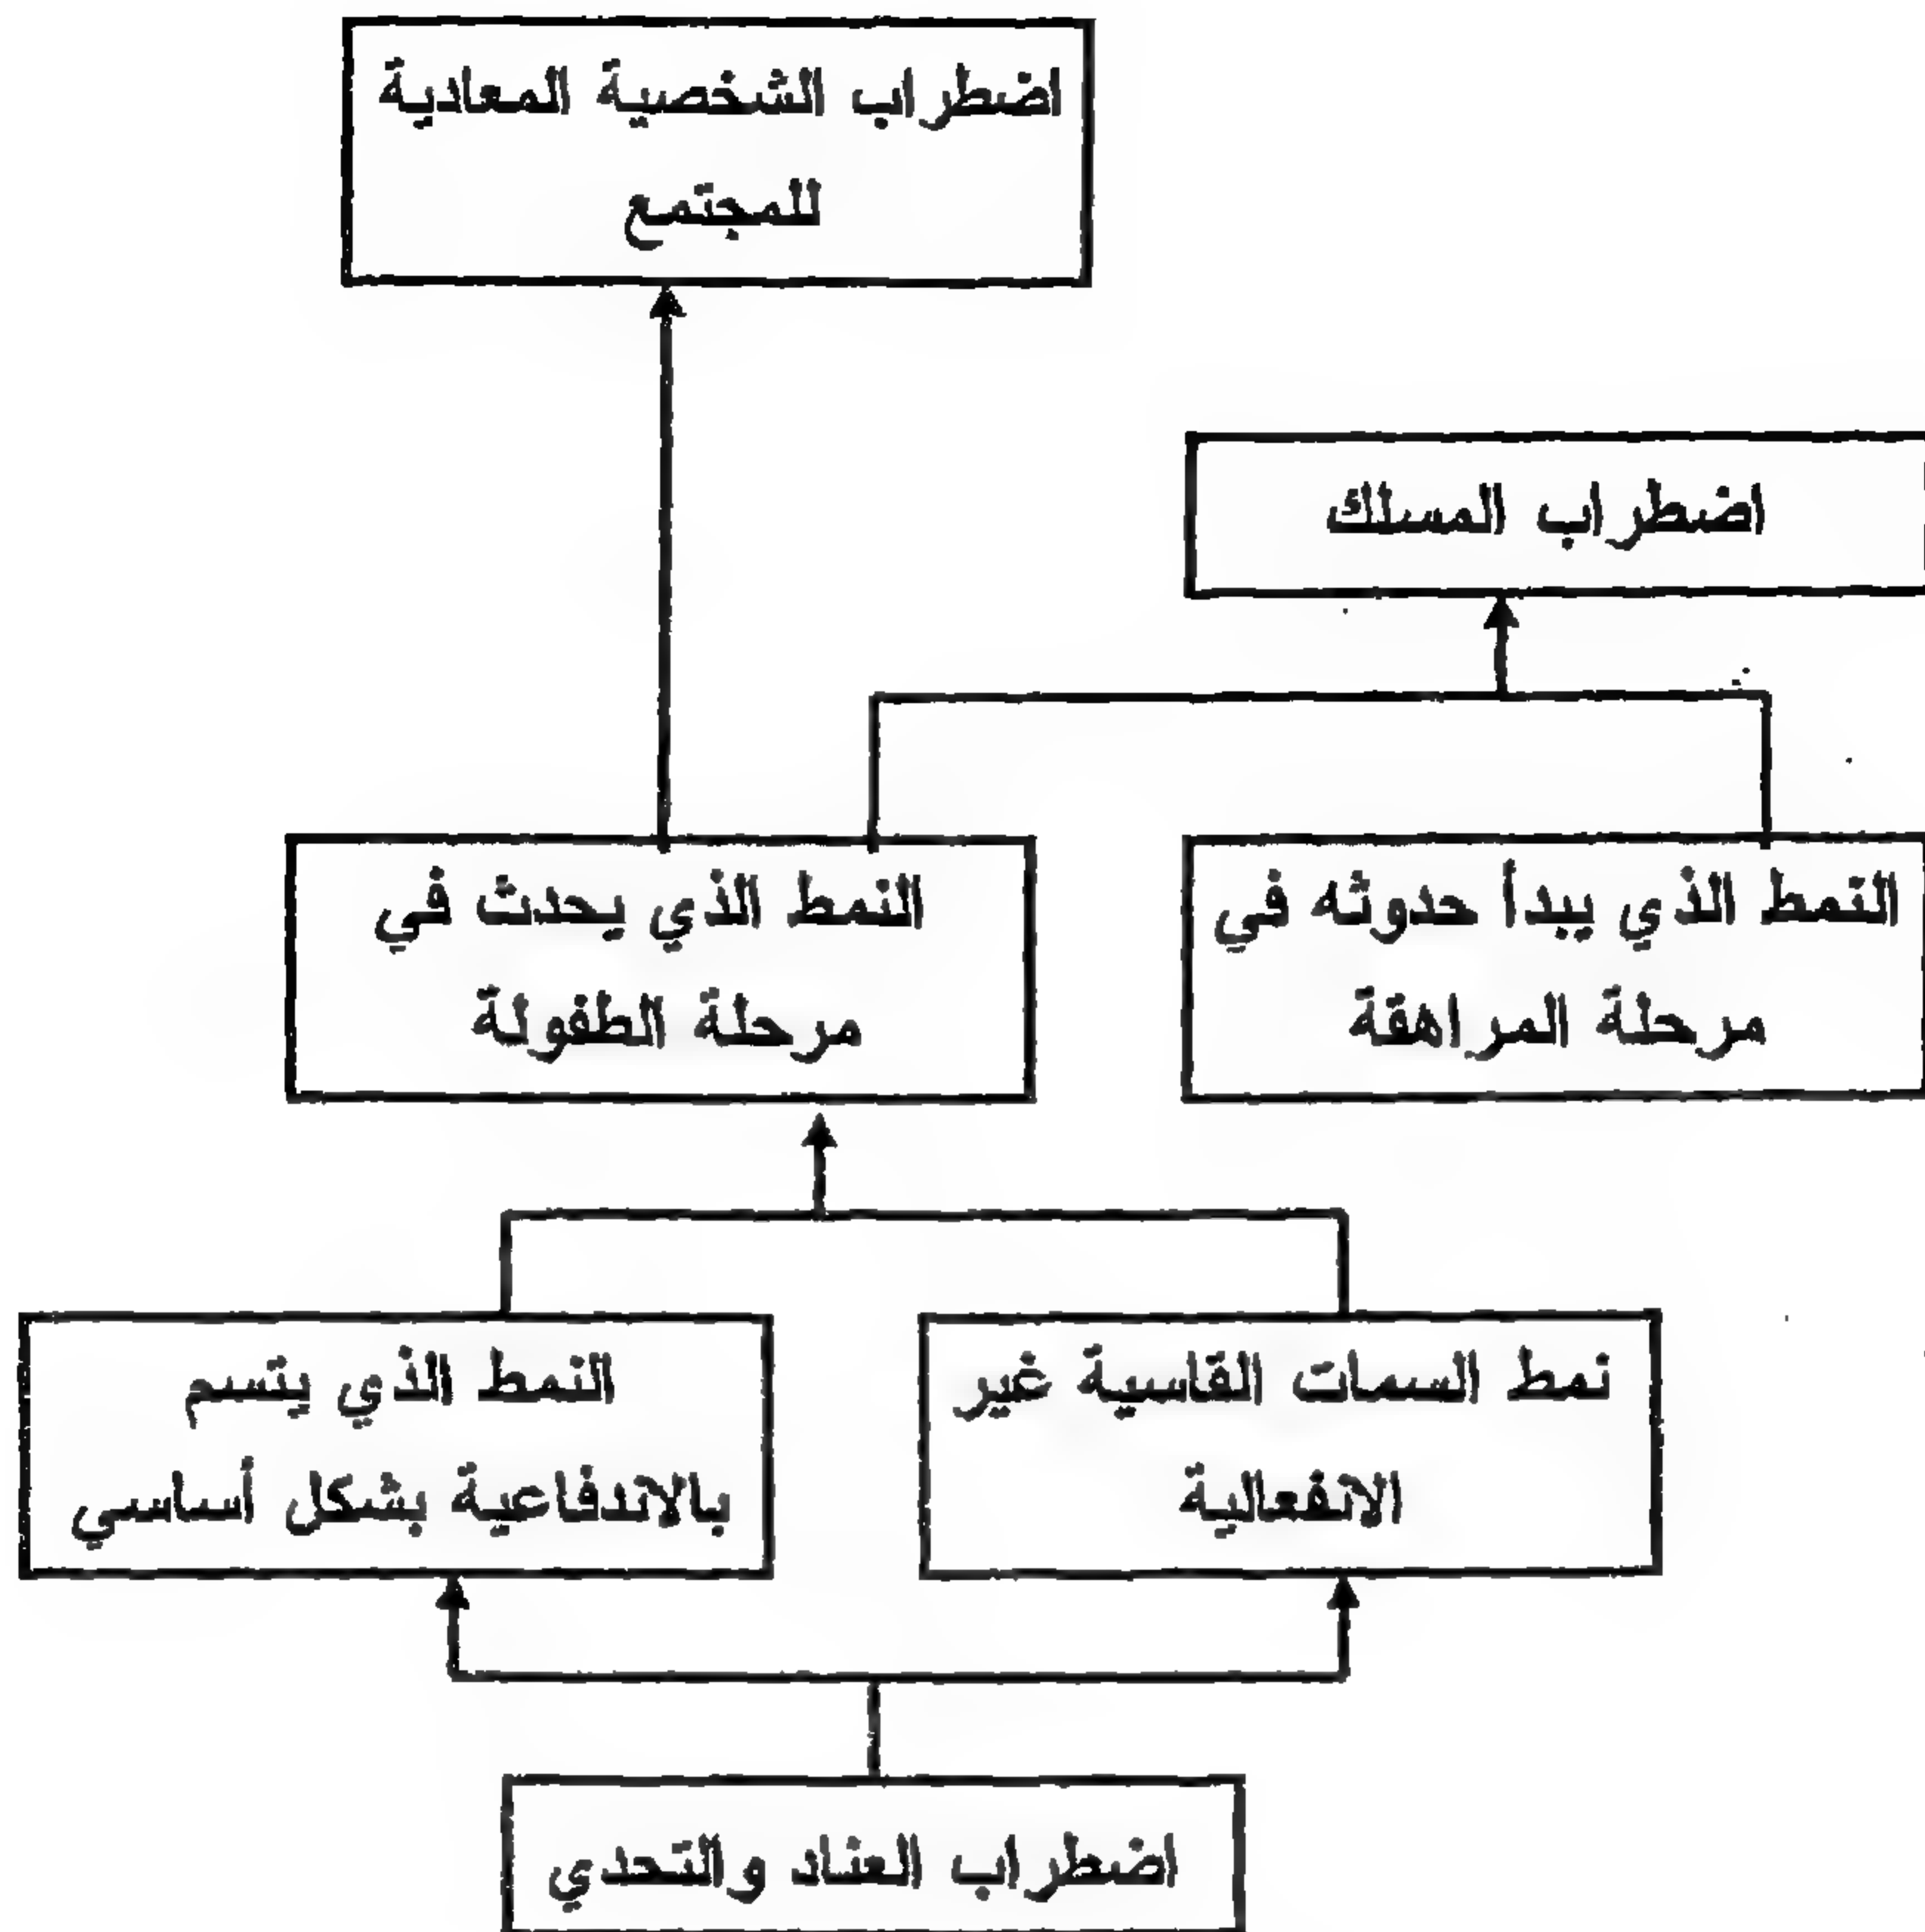 اضطراب الشخصية المعادية
للمجتمع
اضطراب المسلك
النمط الذي يبدأ حدوثه في
مرحلة المراهقة
النمط الذي يحدث في
مرحلة الطفولة
نمط السمات القاسية غير
الانفعالية
النمط الذي يتسم
بالاندفاعية بشكل أساسي
اضطراب العناد والتحدي